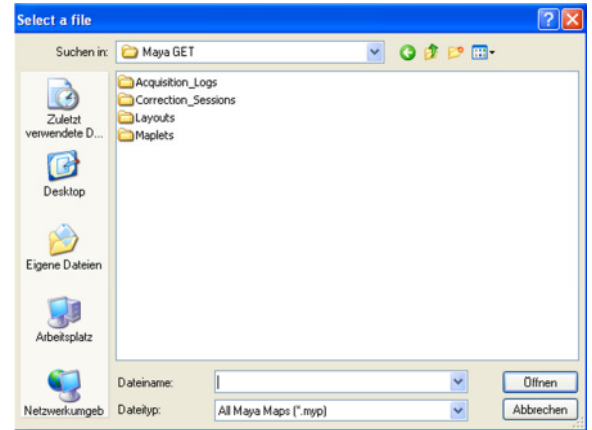 Select a file
Suchen in:
Maya GET
Acquisition_Logs
Correction_Sessions
Layouts
Maplets
Zuletzt
verwendete D...
Desktop
Eigene Dateien
Arbeitsplatz
Netzwerkumgeb
Dateiname:
Öffnen
Dateityp:
All Maya Maps (*.myp)
Abbrechen